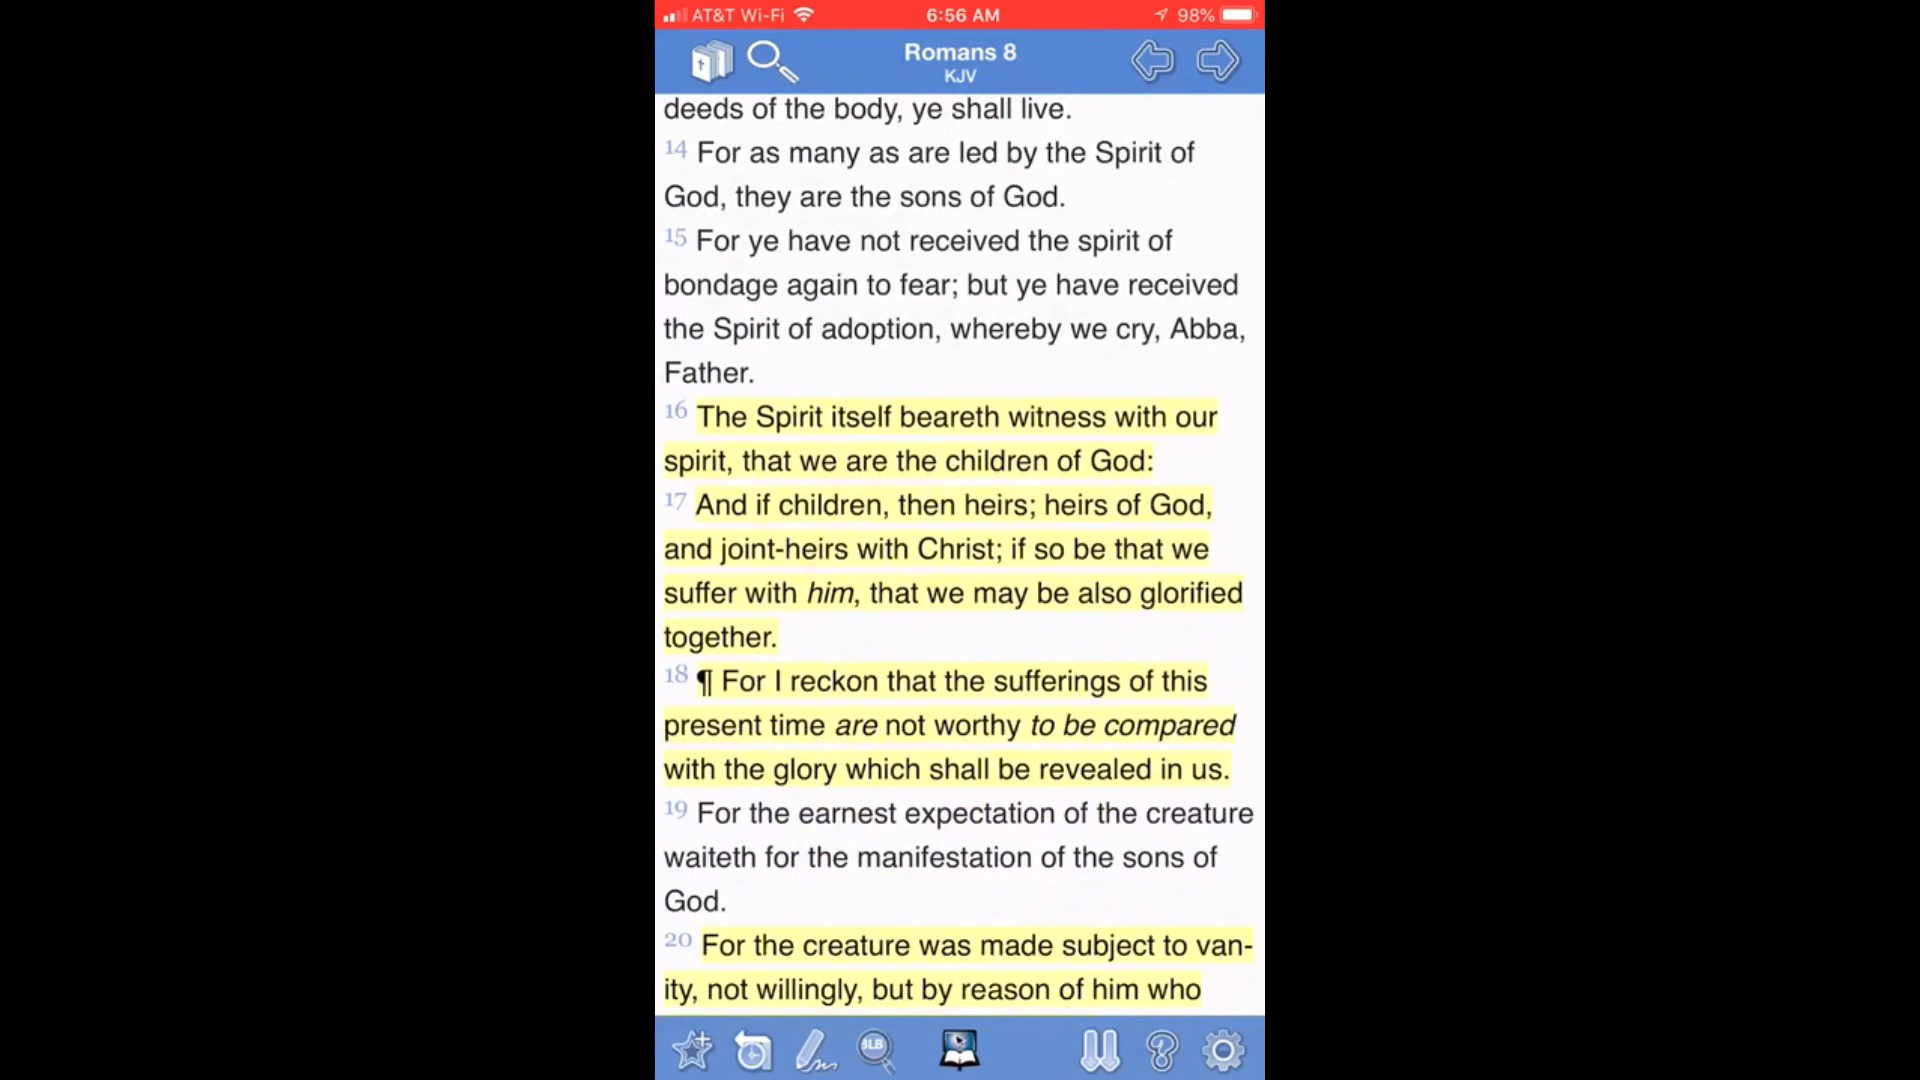 AT&T Wi-Fi 6:56 AM 98%
Romans 8
KJV
deeds of the body, ye shall live.
14 For as many as are led by the Spirit of
God, they are the sons of God.
15 For ye have not received the spirit of
bondage again to fear; but ye have received
the Spirit of adoption, whereby we cry, Abba,
Father.
16 The Spirit itself beareth witness with our
spirit, that we are the children of God:
17 And if children, then heirs; heirs of God,
and joint-heirs with Christ; if so be that we
suffer with him, that we may be also glorified
together.
18 ¶ For I reckon that the sufferings of this
present time are not worthy to be compared
with the glory which shall be revealed in us.
19 For the earnest expectation of the creature
waiteth for the manifestation of the sons of
God.
20 For the creature was made subject to van-
ity, not willingly, but by reason of him who
BLB